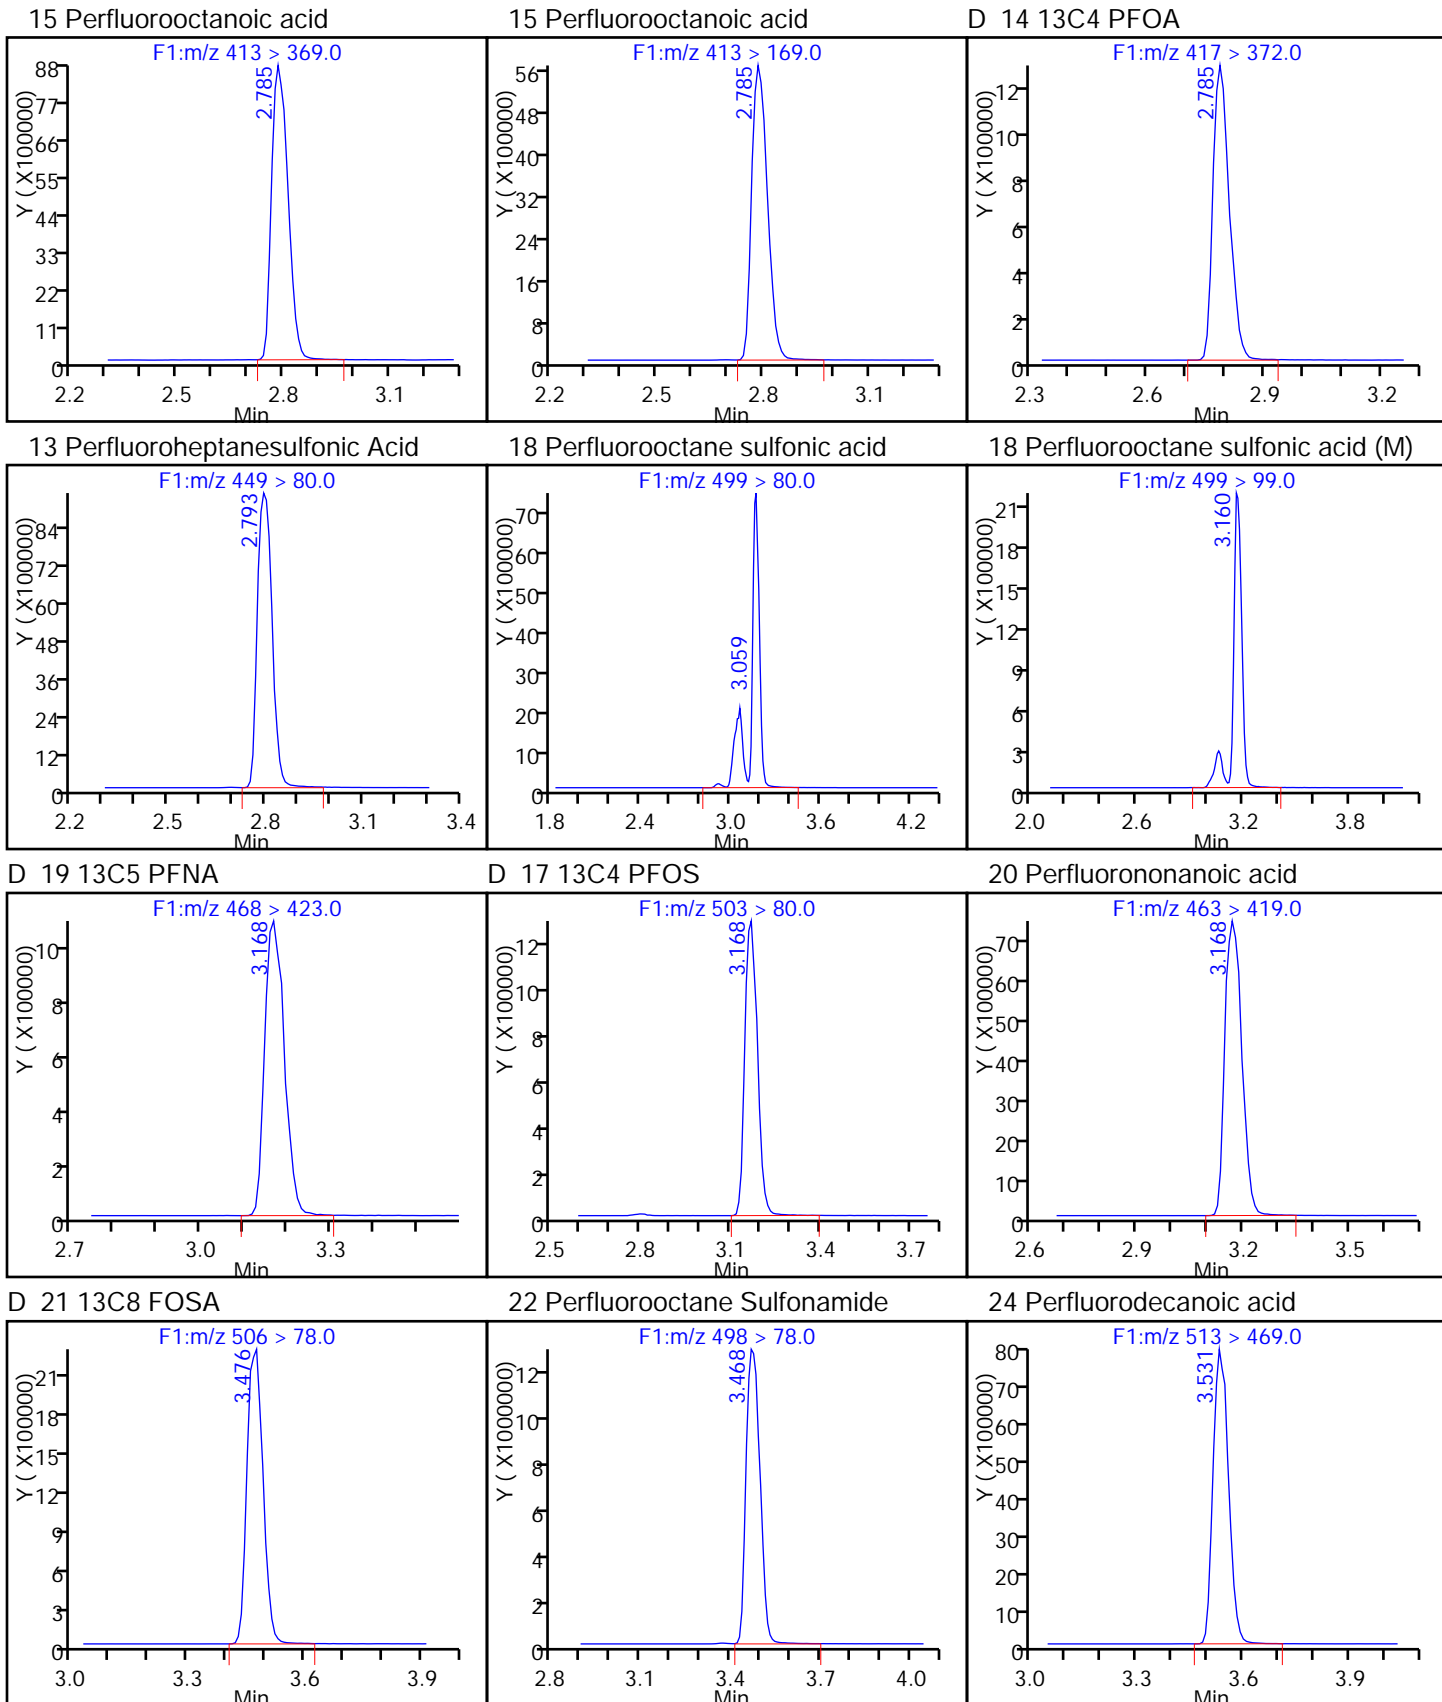 15 Perfluorooctanoic acid
F1:m/z 413 > 369.0
2.785
Y ( X100000)
88
77
66
55
44
33
22
11
0
2.2 2.5 2.8 3.1
Min
15 Perfluorooctanoic acid
F1:m/z 413 > 169.0
2.785
Y ( X100000)
56
48
40
32
24
16
8
0
2.2 2.5 2.8 3.1
Min
D 14 13C4 PFOA
F1:m/z 417 > 372.0
2.785
Y ( X100000)
12
10
8
6
4
2
0
2.3 2.6 2.9 3.2
Min
13 Perfluoroheptanesulfonic Acid
F1:m/z 449 > 80.0
2.793
Y ( X100000)
84
72
60
48
36
24
12
0
2.2 2.5 2.8 3.1 3.4
Min
18 Perfluorooctane sulfonic acid
F1:m/z 499 > 80.0
3.059
Y ( X100000)
70
60
50
40
30
20
10
0
1.8 2.4 3.0 3.6 4.2
Min
18 Perfluorooctane sulfonic acid (M)
F1:m/z 499 > 99.0
3.160
Y ( X100000)
21
18
15
12
9
6
3
0
2.0 2.6 3.2 3.8
Min
D 19 13C5 PFNA
F1:m/z 468 > 423.0
3.168
Y ( X100000)
10
8
6
4
2
0
2.7 3.0 3.3
Min
D 17 13C4 PFOS
F1:m/z 503 > 80.0
3.168
Y ( X100000)
12
10
8
6
4
2
0
2.5 2.8 3.1 3.4 3.7
Min
20 Perfluorononanoic acid
F1:m/z 463 > 419.0
3.168
Y ( X100000)
70
60
50
40
30
20
10
0
2.6 2.9 3.2 3.5
Min
D 21 13C8 FOSA
F1:m/z 506 > 78.0
3.476
Y ( X100000)
21
18
15
12
9
6
3
0
3.0 3.3 3.6 3.9
Min
22 Perfluorooctane Sulfonamide
F1:m/z 498 > 78.0
3.468
Y ( X1000000)
12
10
8
6
4
2
0
2.8 3.1 3.4 3.7 4.0
Min
24 Perfluorodecanoic acid
F1:m/z 513 > 469.0
3.531
Y ( X100000)
80
70
60
50
40
30
20
10
0
3.0 3.3 3.6 3.9
Min